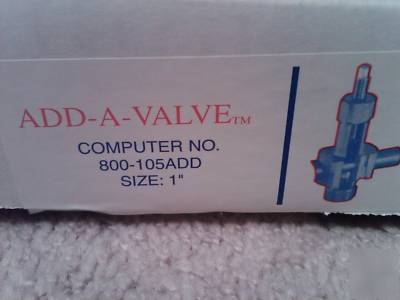 ADD-A-VALVE™
COMPUTER NO.
800-105ADD
SIZE: 1"